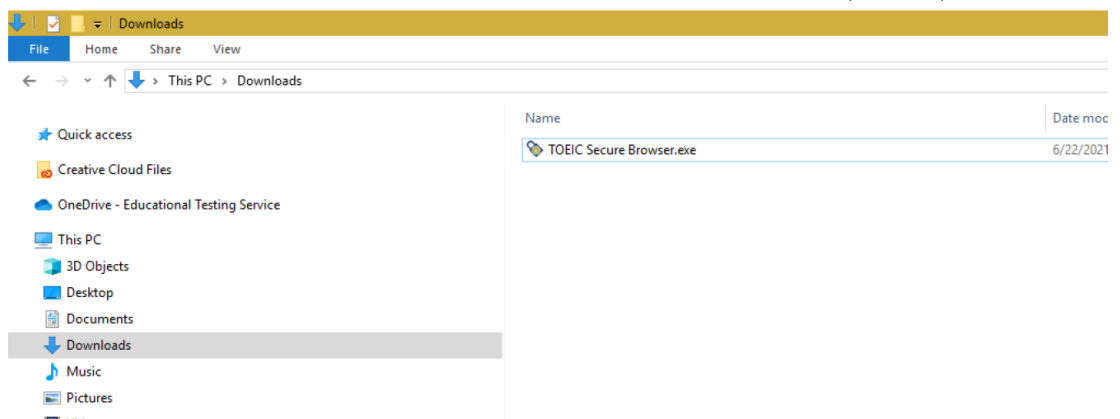 Downloads
File Home Share View
This PC > Downloads
Name Date moc
Quick access
TOEIC Secure Browser.exe 6/22/2021
Creative Cloud Files
OneDrive - Educational Testing Service
This PC
3D Objects
Desktop
Documents
Downloads
Music
Pictures